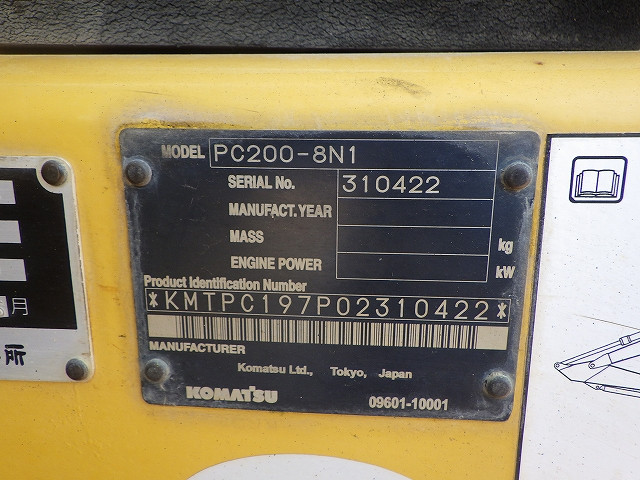 MODEL PC200-8N1
SERIAL No. 310422
MANUFACT. YEAR
MASS kg
ENGINE POWER kW
Product Identification Number
*KMTPC197P02310422*
MANUFACTURER
Komatsu Ltd., Tokyo, Japan
KOMATSU 09601-10001
月
所